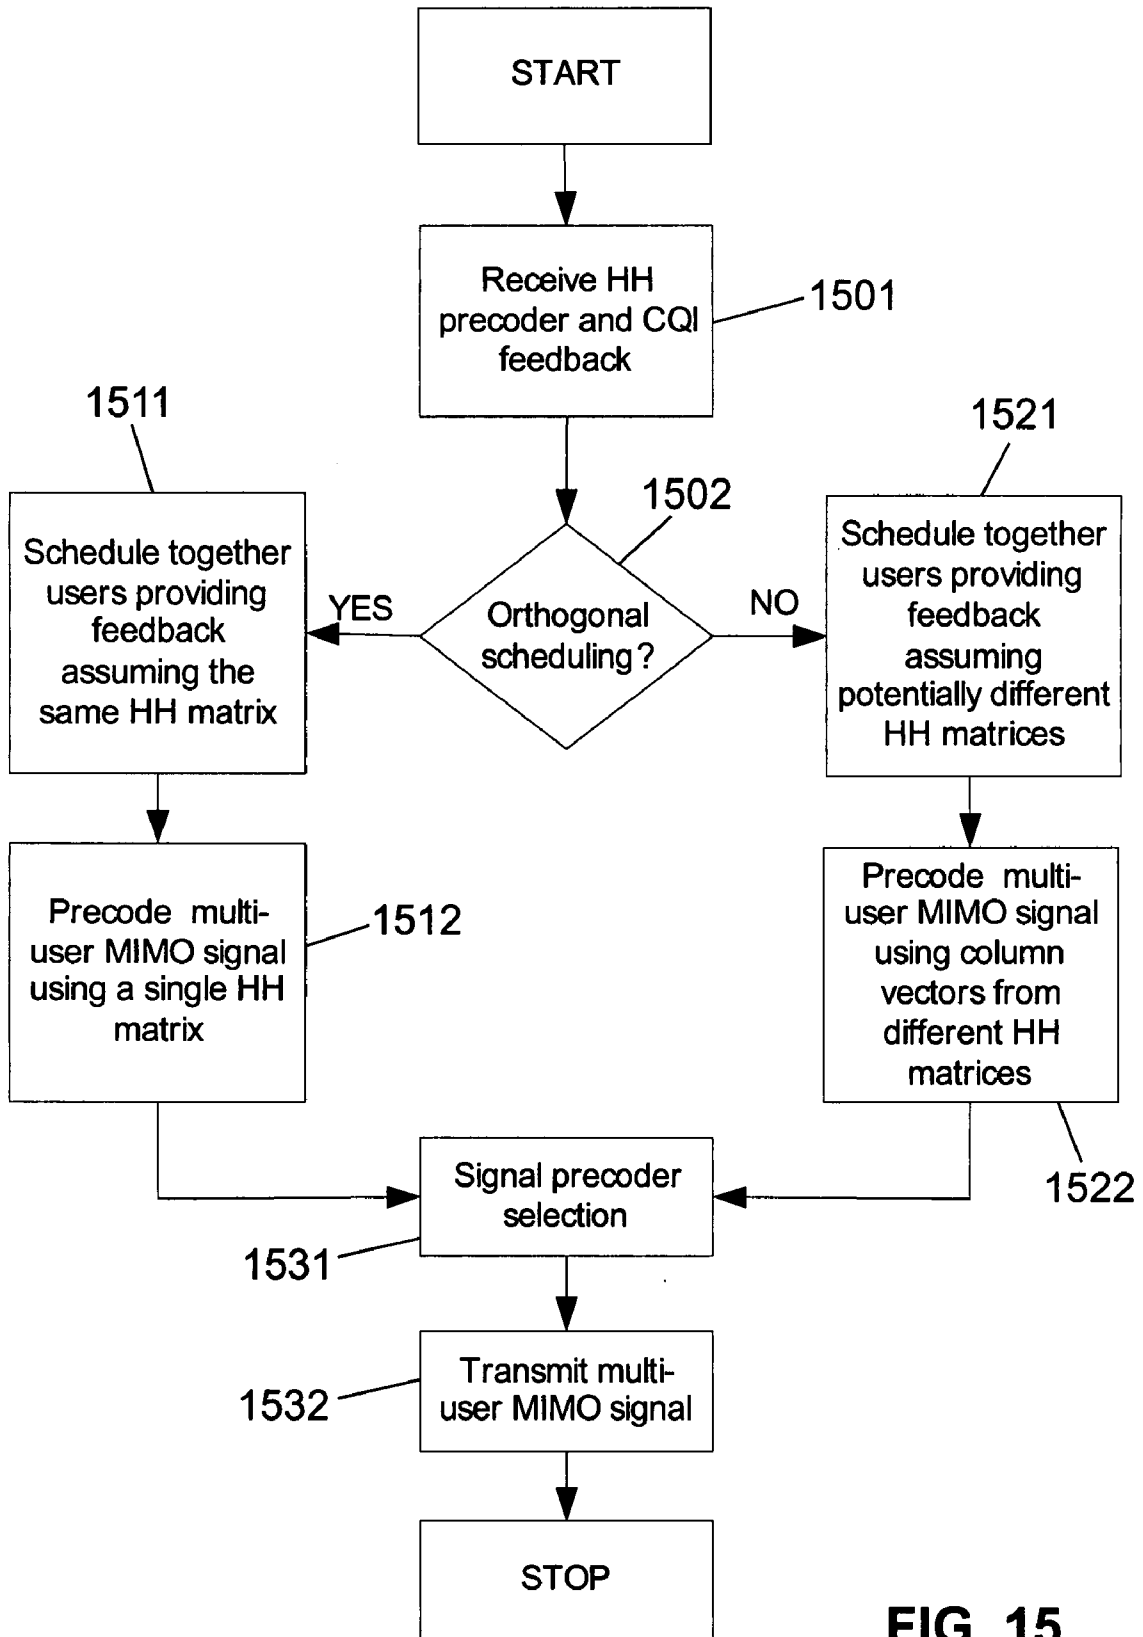 START
Receive HH
precoder and CQI
feedback
1501
1511
Schedule together
users providing
feedback
assuming the
same HH matrix
YES
1502
Orthogonal
scheduling?
NO
1521
Schedule together
users providing
feedback
assuming
potentially different
HH matrices
Precode multi-
user MIMO signal
using a single HH
matrix
1512
Precode multi-
user MIMO signal
using column
vectors from
different HH
matrices
1522
Signal precoder
selection
1531
Transmit multi-
user MIMO signal
1532
STOP
FIG. 15